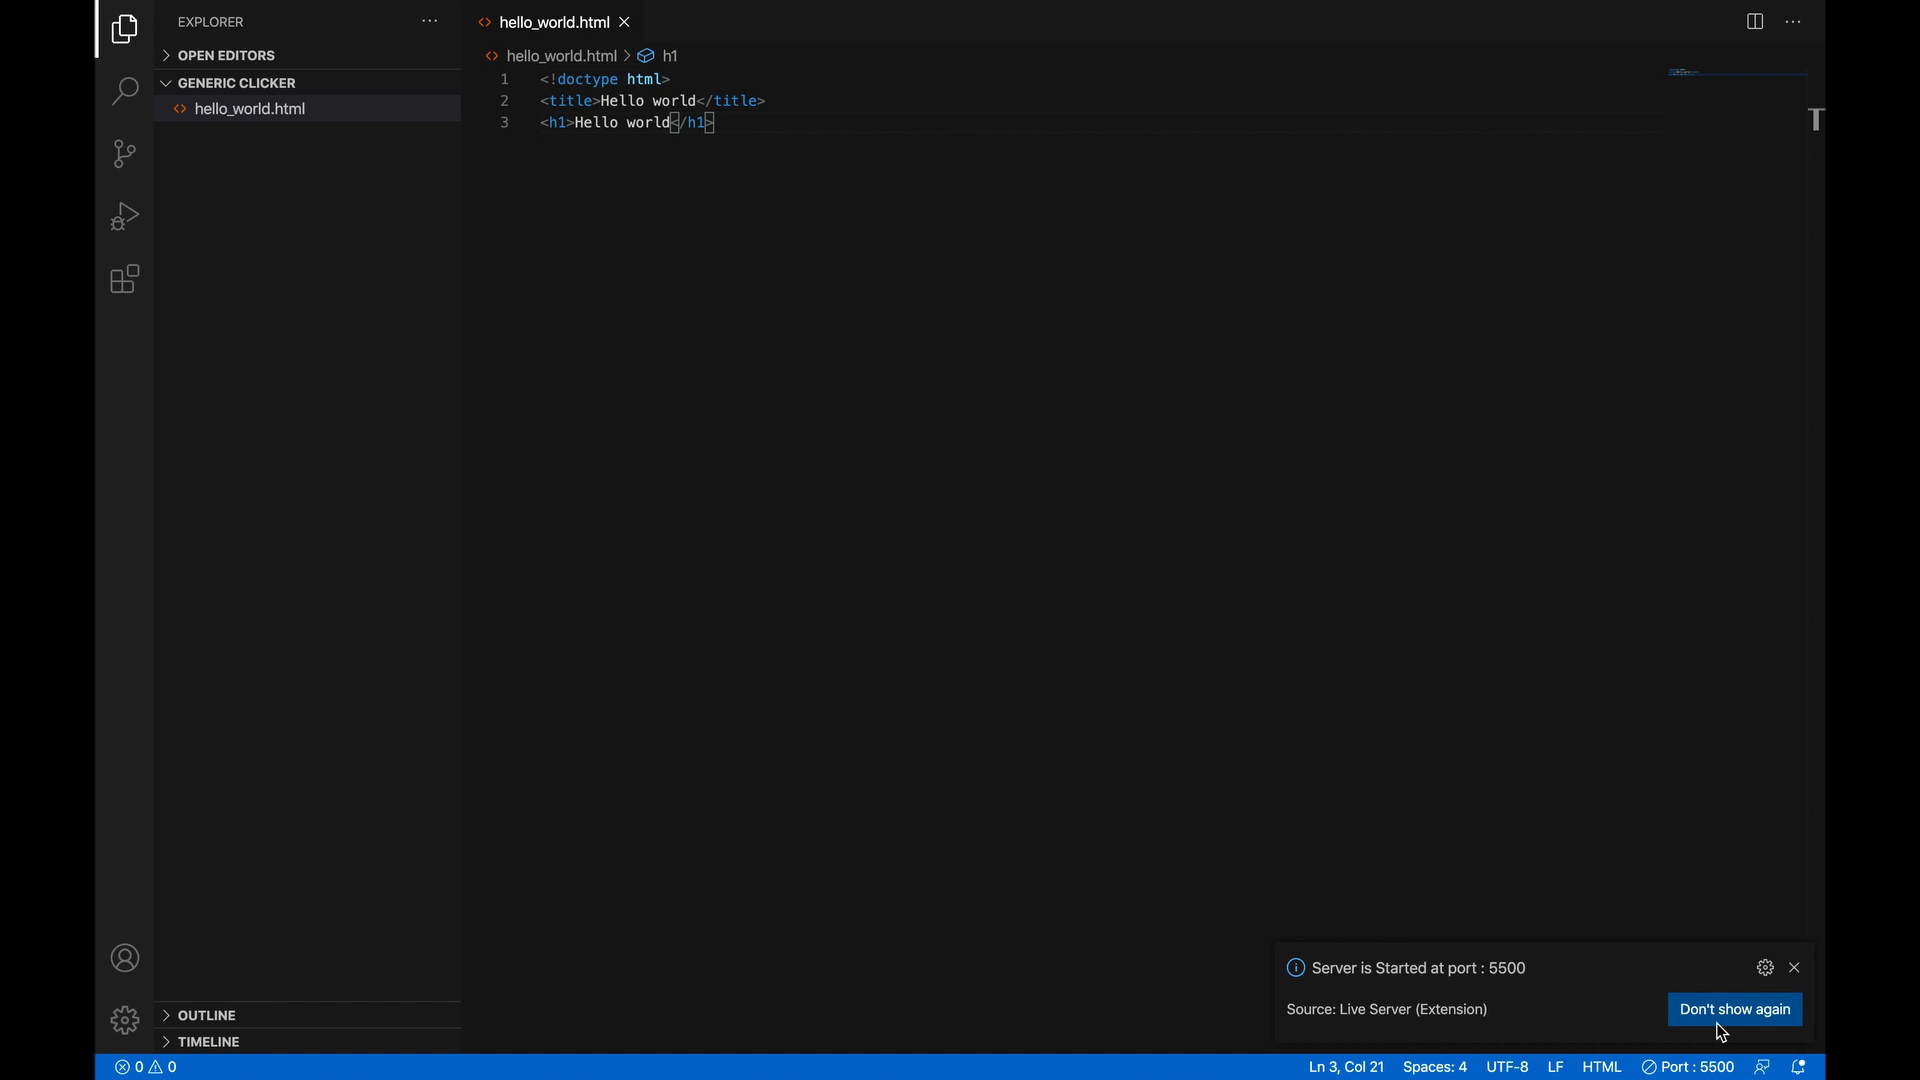 EXPLORER
OPEN EDITORS
GENERIC CLICKER
hello_world.html
OUTLINE
TIMELINE
hello_world.html
hello_world.html > h1
1 <!doctype html>
2 <title>Hello world</title>
3 <h1>Hello world</h1>
Server is Started at port : 5500
Source: Live Server (Extension)
Don't show again
0 0
Ln 3, Col 21 Spaces: 4 UTF-8 LF HTML Port : 5500